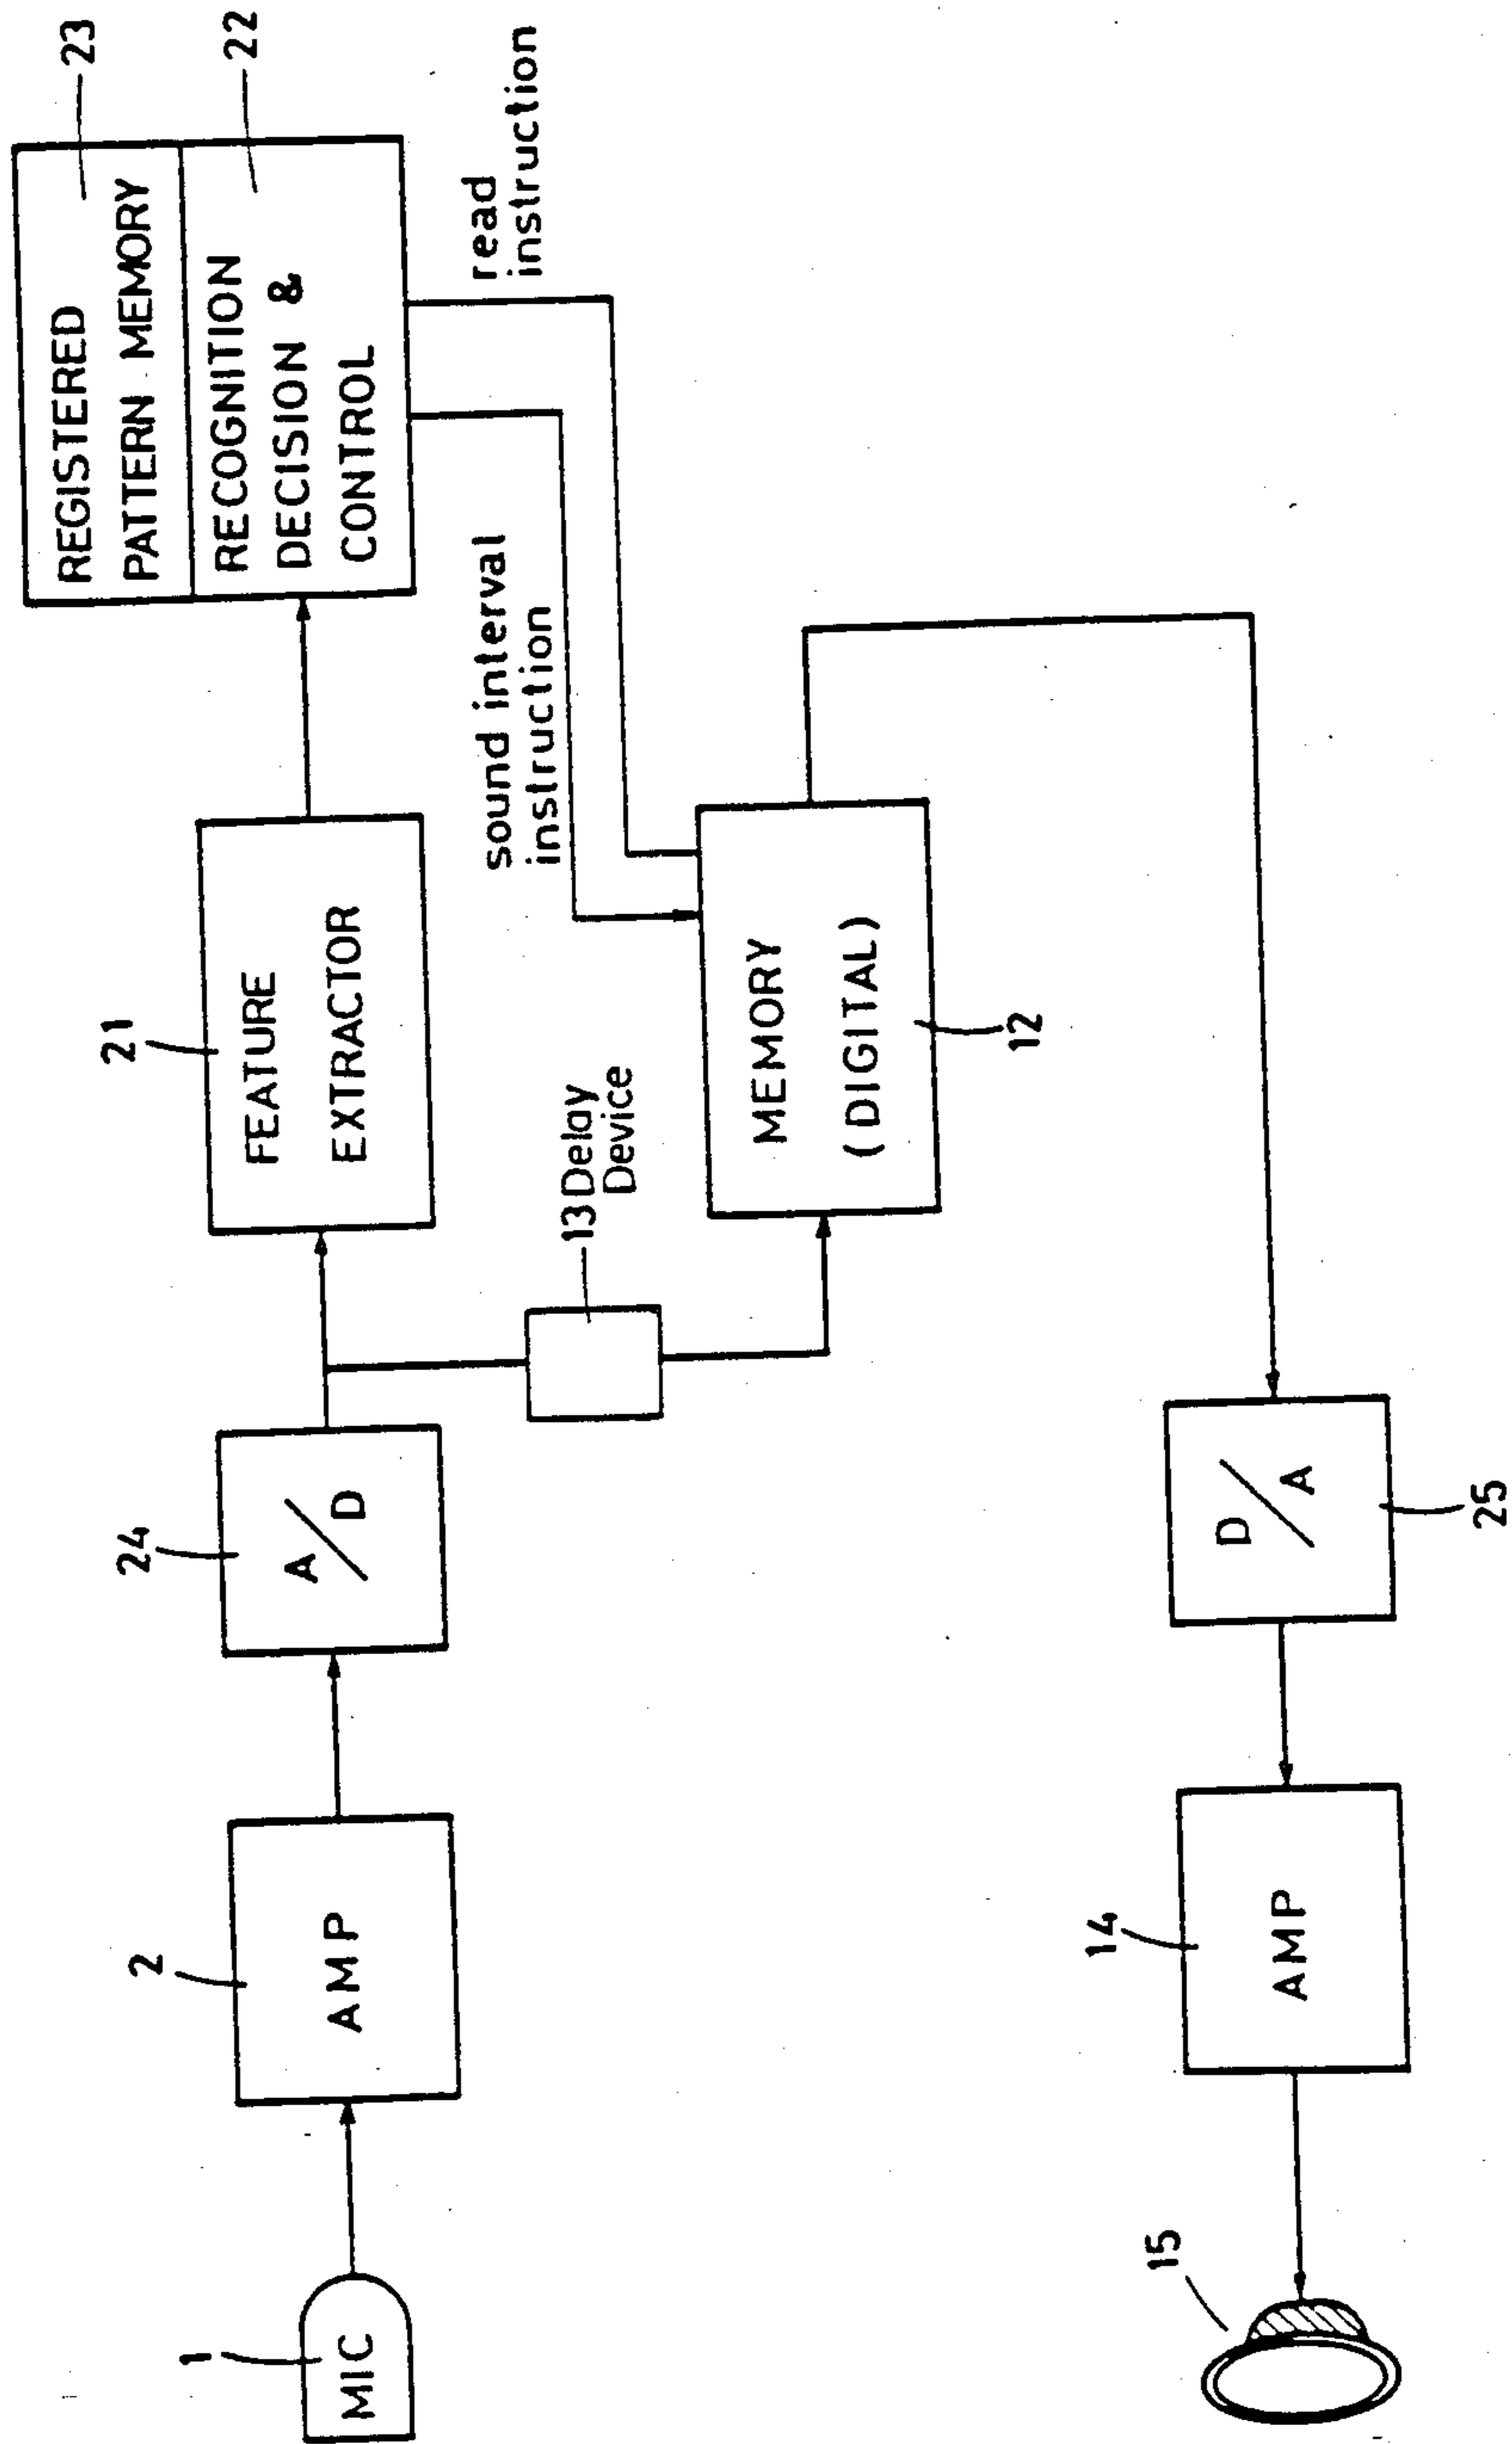 1
MIC
2
AMP
24
A/D
21
FEATURE
EXTRACTOR
23
REGISTERED
PATTERN MEMORY
22
RECOGNITION
DECISION &
CONTROL
sound interval
instruction
read
instruction
13 Delay
Device
MEMORY
(DIGITAL)
12
D/A
25
14
AMP
15